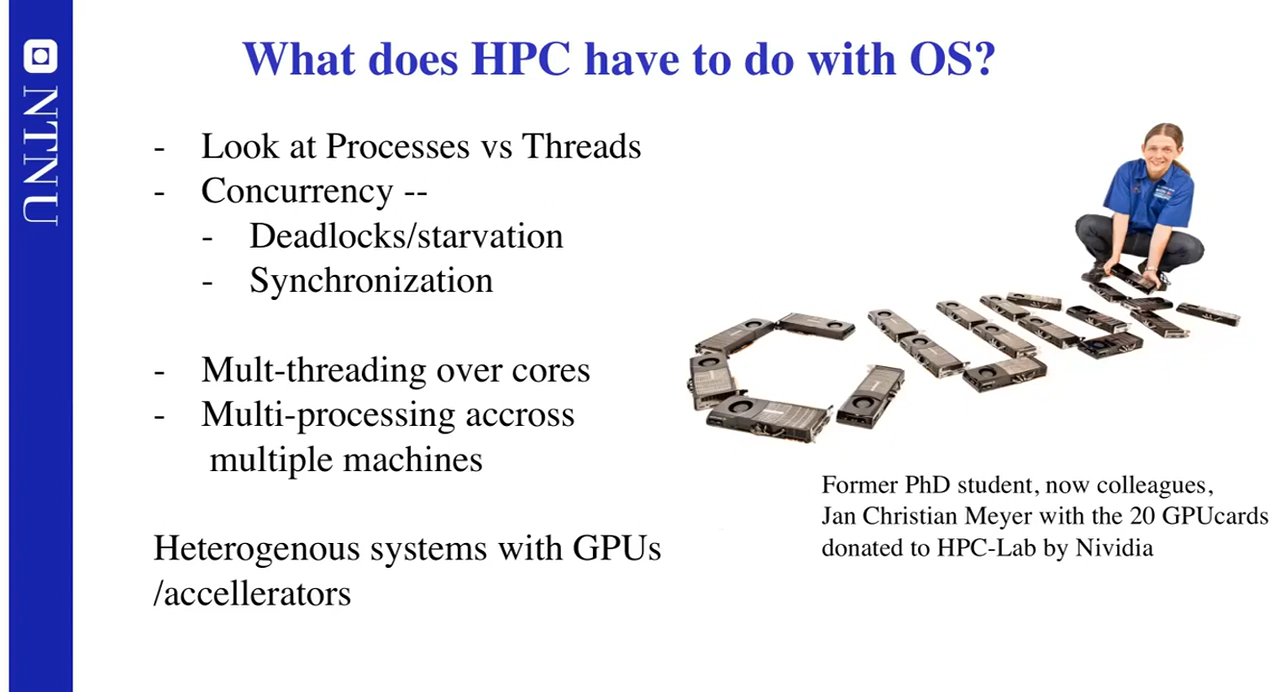 NTNU
What does HPC have to do with OS?
- Look at Processes vs Threads
- Concurrency --
- Deadlocks/starvation
- Synchronization
- Mult-threading over cores
- Multi-processing accross
multiple machines
Heterogenous systems with GPUs
/accellerators
CUDA
Former PhD student, now colleagues,
Jan Christian Meyer with the 20 GPUcards
donated to HPC-Lab by Nividia